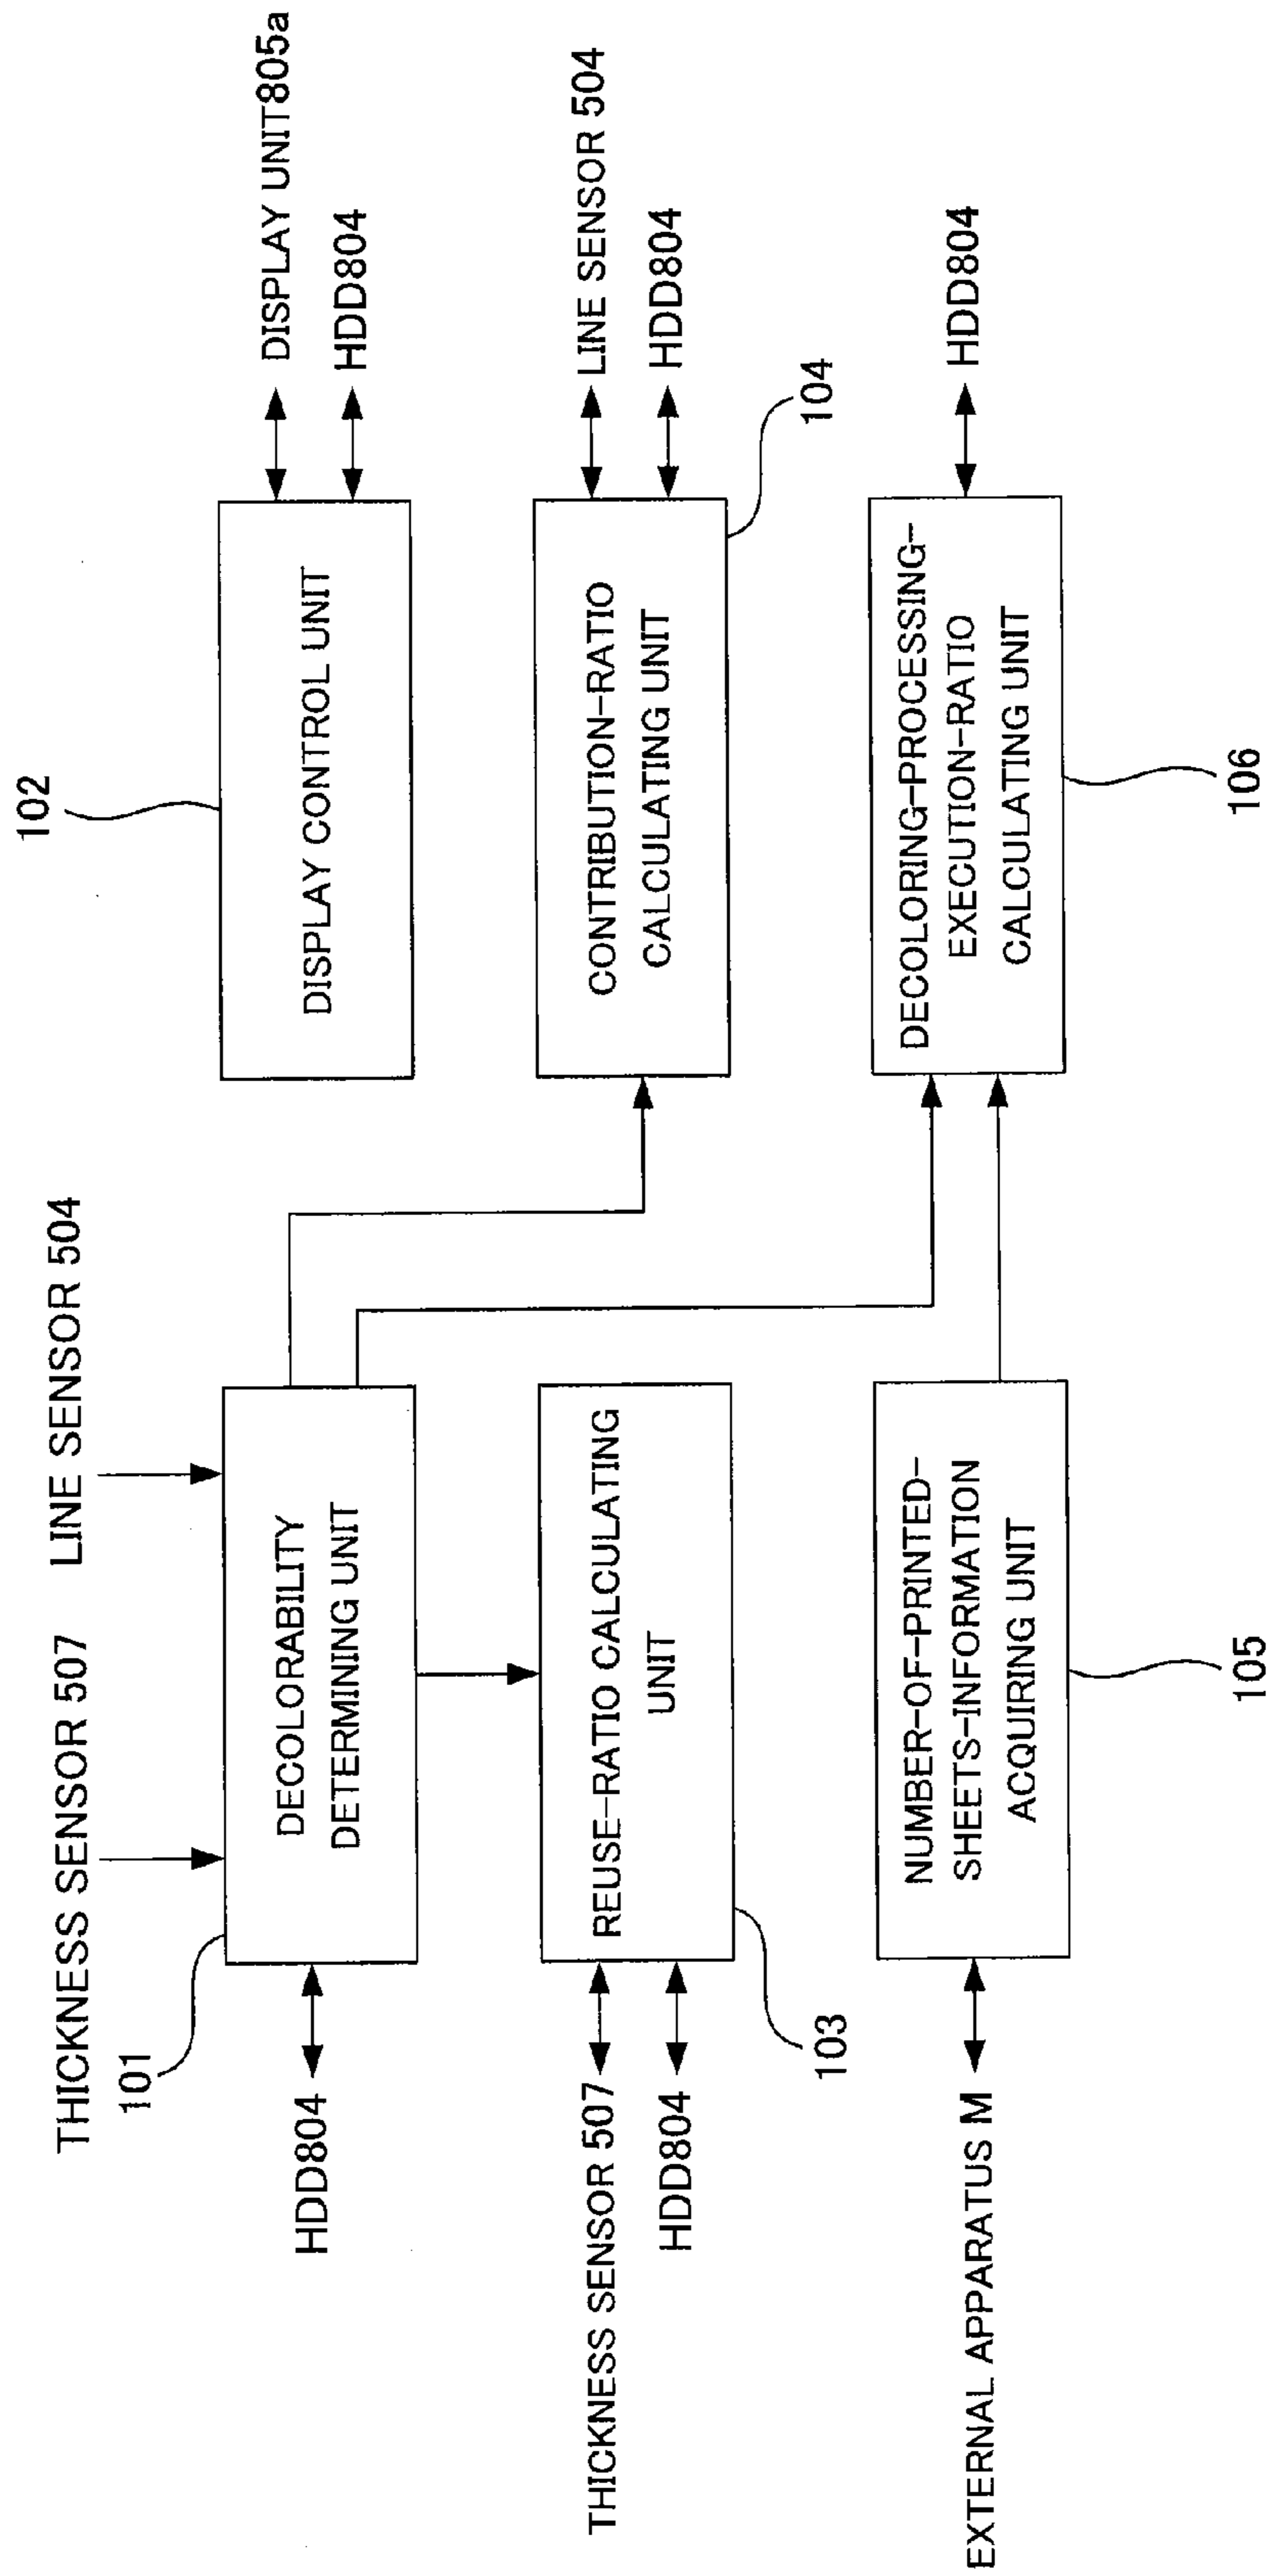 THICKNESS SENSOR 507
LINE SENSOR 504
101
102
HDD804
DECOLORABILITY
DETERMINING UNIT
DISPLAY CONTROL UNIT
DISPLAY UNIT805a
HDD804
THICKNESS SENSOR 507
HDD804
REUSE-RATIO CALCULATING
UNIT
103
CONTRIBUTION-RATIO
CALCULATING UNIT
LINE SENSOR 504
HDD804
104
EXTERNAL APPARATUS M
NUMBER-OF-PRINTED-
SHEETS-INFORMATION
ACQUIRING UNIT
105
DECOLORING-PROCESSING-
EXECUTION-RATIO
CALCULATING UNIT
HDD804
106